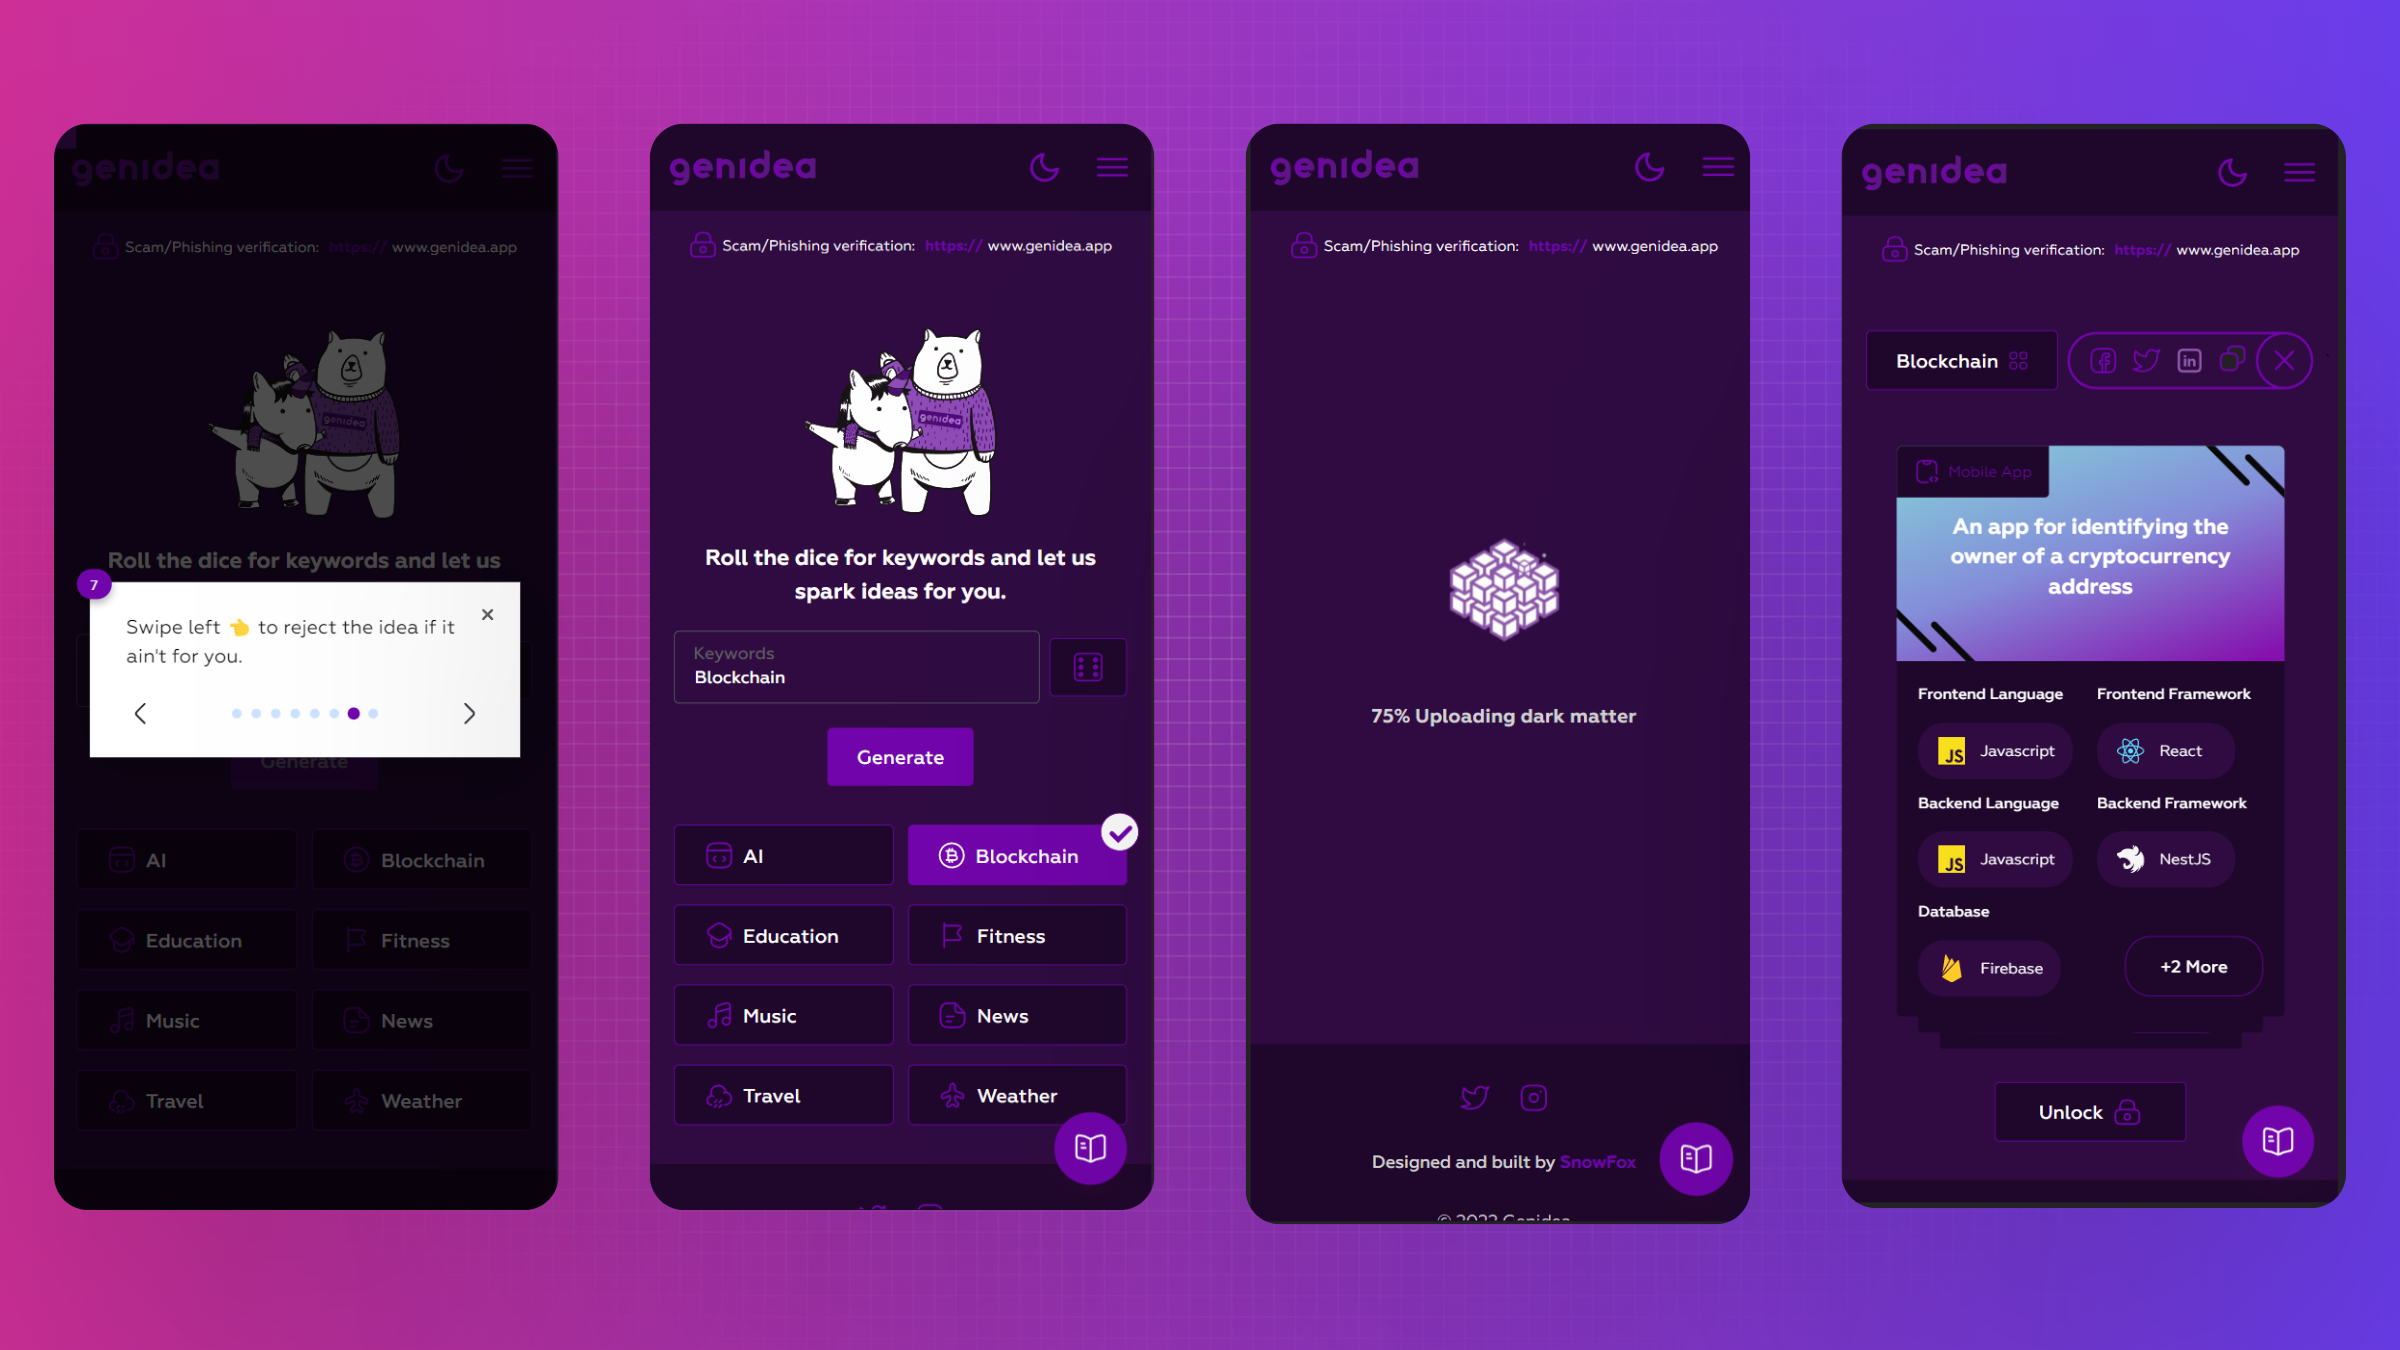 genidea
Scam/Phishing verification: https:// www.genidea.app
genidea
Roll the dice for keywords and let us
7
Swipe left 👈 to reject the idea if it
ain't for you.
Generate
AI
Blockchain
Education
Fitness
Music
News
Travel
Weather
genidea
Scam/Phishing verification: https:// www.genidea.app
genidea
Roll the dice for keywords and let us
spark ideas for you.
Keywords
Blockchain
Generate
AI
Blockchain
Education
Fitness
Music
News
Travel
Weather
genidea
Scam/Phishing verification: https:// www.genidea.app
75% Uploading dark matter
Designed and built by SnowFox
© 2022 Genidea
genidea
Scam/Phishing verification: https:// www.genidea.app
Blockchain
Mobile App
An app for identifying the
owner of a cryptocurrency
address
Frontend Language
Frontend Framework
JS Javascript
React
Backend Language
Backend Framework
JS Javascript
NestJS
Database
Firebase
+2 More
Unlock